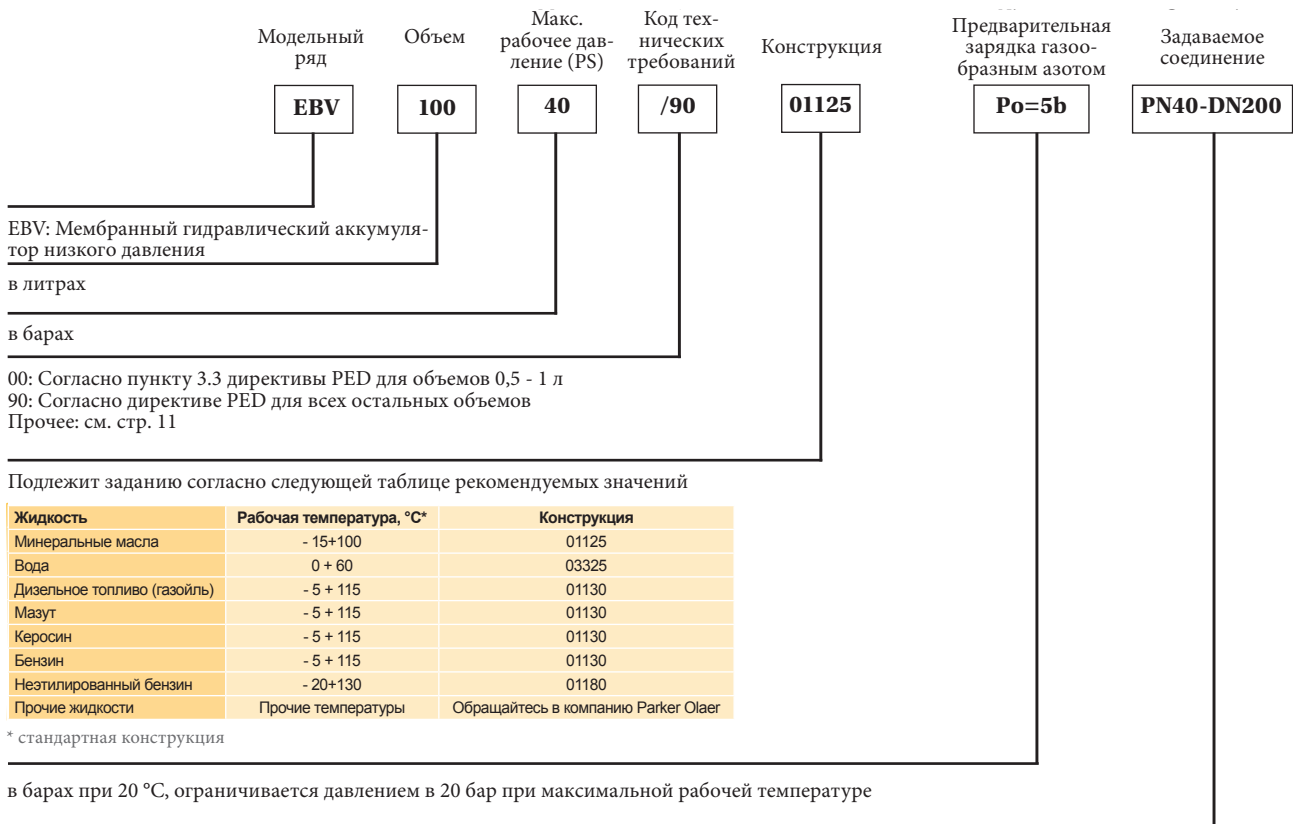 Модельный
ряд
Объем
Макс.
рабочее дав-
ление (PS)
Код тех-
нических
требований
Конструкция
Предварительная
зарядка газоо-
бразным азотом
Задаваемое
соединение
EBV
100
40
/90
01125
Po=5b
PN40-DN200
EBV: Мембранный гидравлический аккумуля-
тор низкого давления
в литрах
в барах
00: Согласно пункту 3.3 директивы PED для объемов 0,5 - 1 л
90: Согласно директиве PED для всех остальных объемов
Прочее: см. стр. 11
Подлежит заданию согласно следующей таблице рекомендуемых значений
Жидкость Рабочая температура, °C* Конструкция
Минеральные масла - 15+100 01125
Вода 0 + 60 03325
Дизельное топливо (газойль) - 5 + 115 01130
Мазут - 5 + 115 01130
Керосин - 5 + 115 01130
Бензин - 5 + 115 01130
Неэтилированный бензин - 20+130 01180
Прочие жидкости Прочие температуры Обращайтесь в компанию Parker Olaer
* стандартная конструкция
в барах при 20 °C, ограничивается давлением в 20 бар при максимальной рабочей температуре